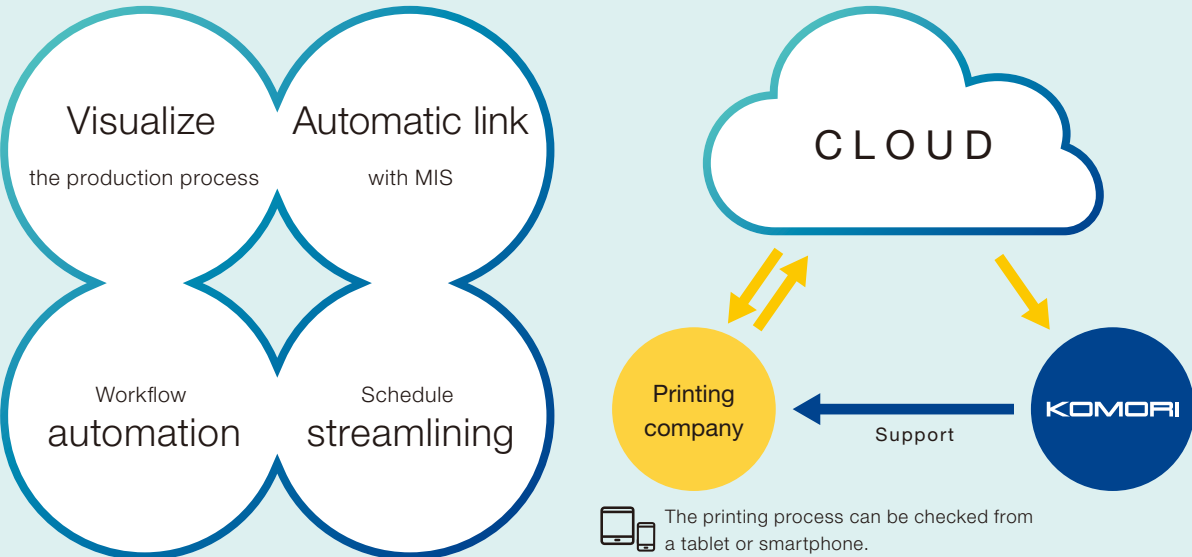 Visualize
the production process
Automatic link
with MIS
Workflow
automation
Schedule
streamlining
CLOUD
Printing
company
Support
KOMORI
The printing process can be checked from
a tablet or smartphone.